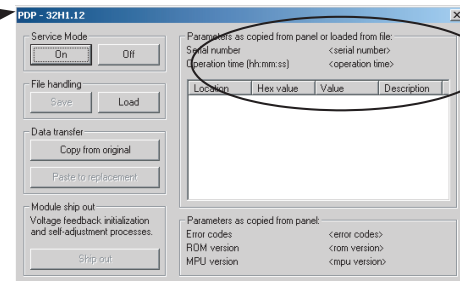 PDP - 32H1.12
Service Mode
On Off
File handling
Save Load
Data transfer
Copy from original
Paste to replacement
Module ship out
Voltage feedback initialization
and self-adjustment processes.
Ship out
Parameters as copied from panel or loaded from file:
Serial number <serial number>
Operation time (hh:mm:ss) <operation time>
Location Hex value Value Description
Parameters as copied from panel:
Error codes <error codes>
ROM version <rom version>
MPU version <mpu version>